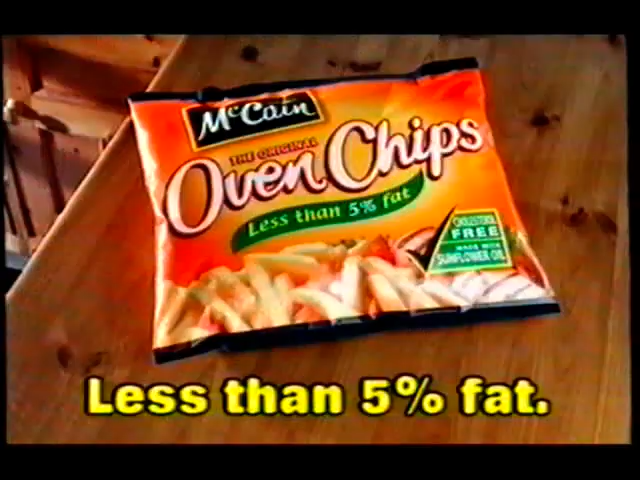 McCain
THE ORIGINAL
Oven Chips
Less than 5% fat
CHOLESTEROL
FREE
MADE WITH
SUNFLOWER OIL
Less than 5% fat.